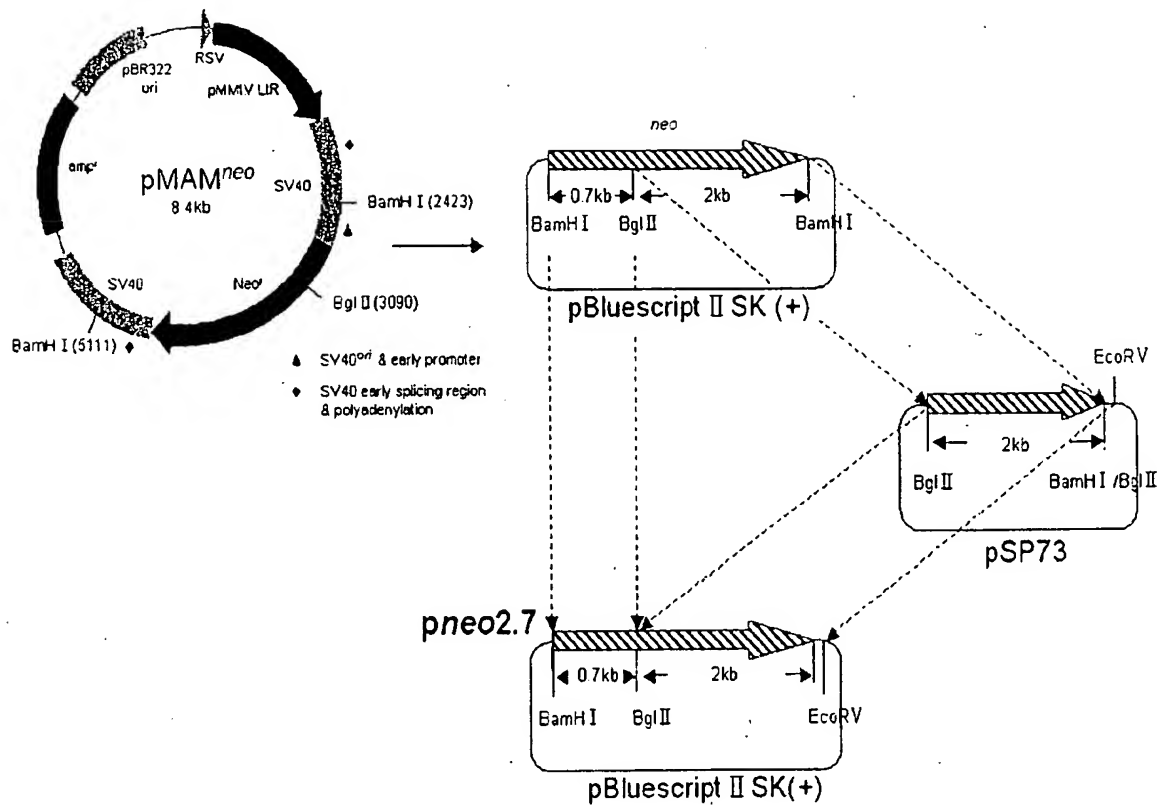 RSV
pBR322
ori
pMMTV LTR
amp^r
pMAM^neo
8.4kb
SV40
BamH I (2423)
SV40
Neo^r
Bgl II (3090)
BamH I (5111)
▲ SV40^ori & early promoter
♦ SV40 early splicing region
& polyadenylation
neo
0.7kb
2kb
BamH I
Bgl II
BamH I
pBluescript II SK (+)
EcoRV
2kb
Bgl II
BamH I /Bgl II
pSP73
pneo2.7
0.7kb
2kb
BamH I
Bgl II
EcoRV
pBluescript II SK(+)